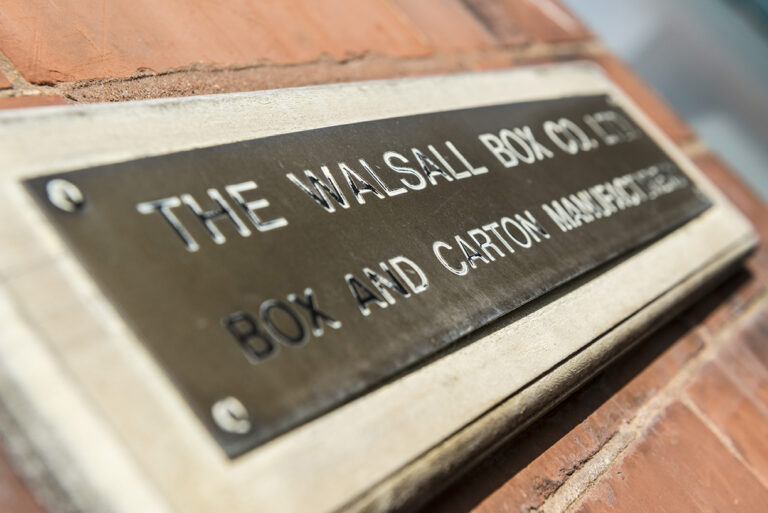 THE WALSALL BOX CO. LTD.
BOX AND CARTON MANUFACTURERS